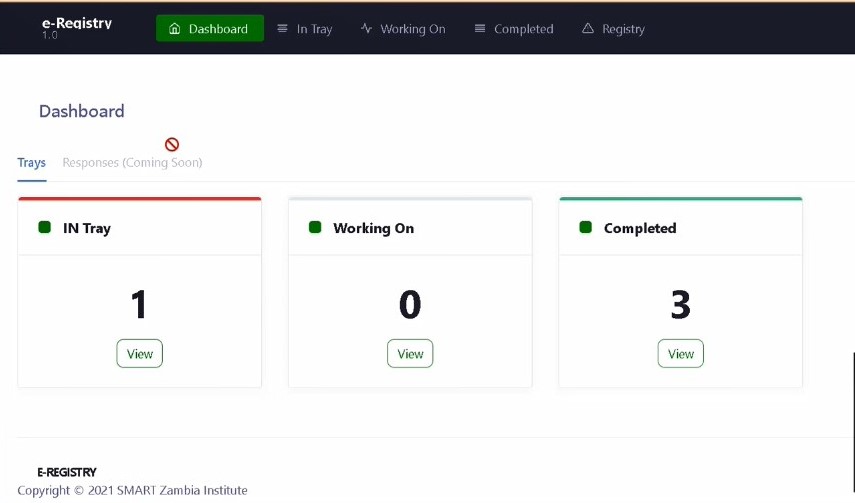 e-Registry
1.0
Dashboard
In Tray
Working On
Completed
Registry
Dashboard
Trays
Responses (Coming Soon)
IN Tray
Working On
Completed
1
0
3
View
View
View
E-REGISTRY
Copyright © 2021 SMART Zambia Institute